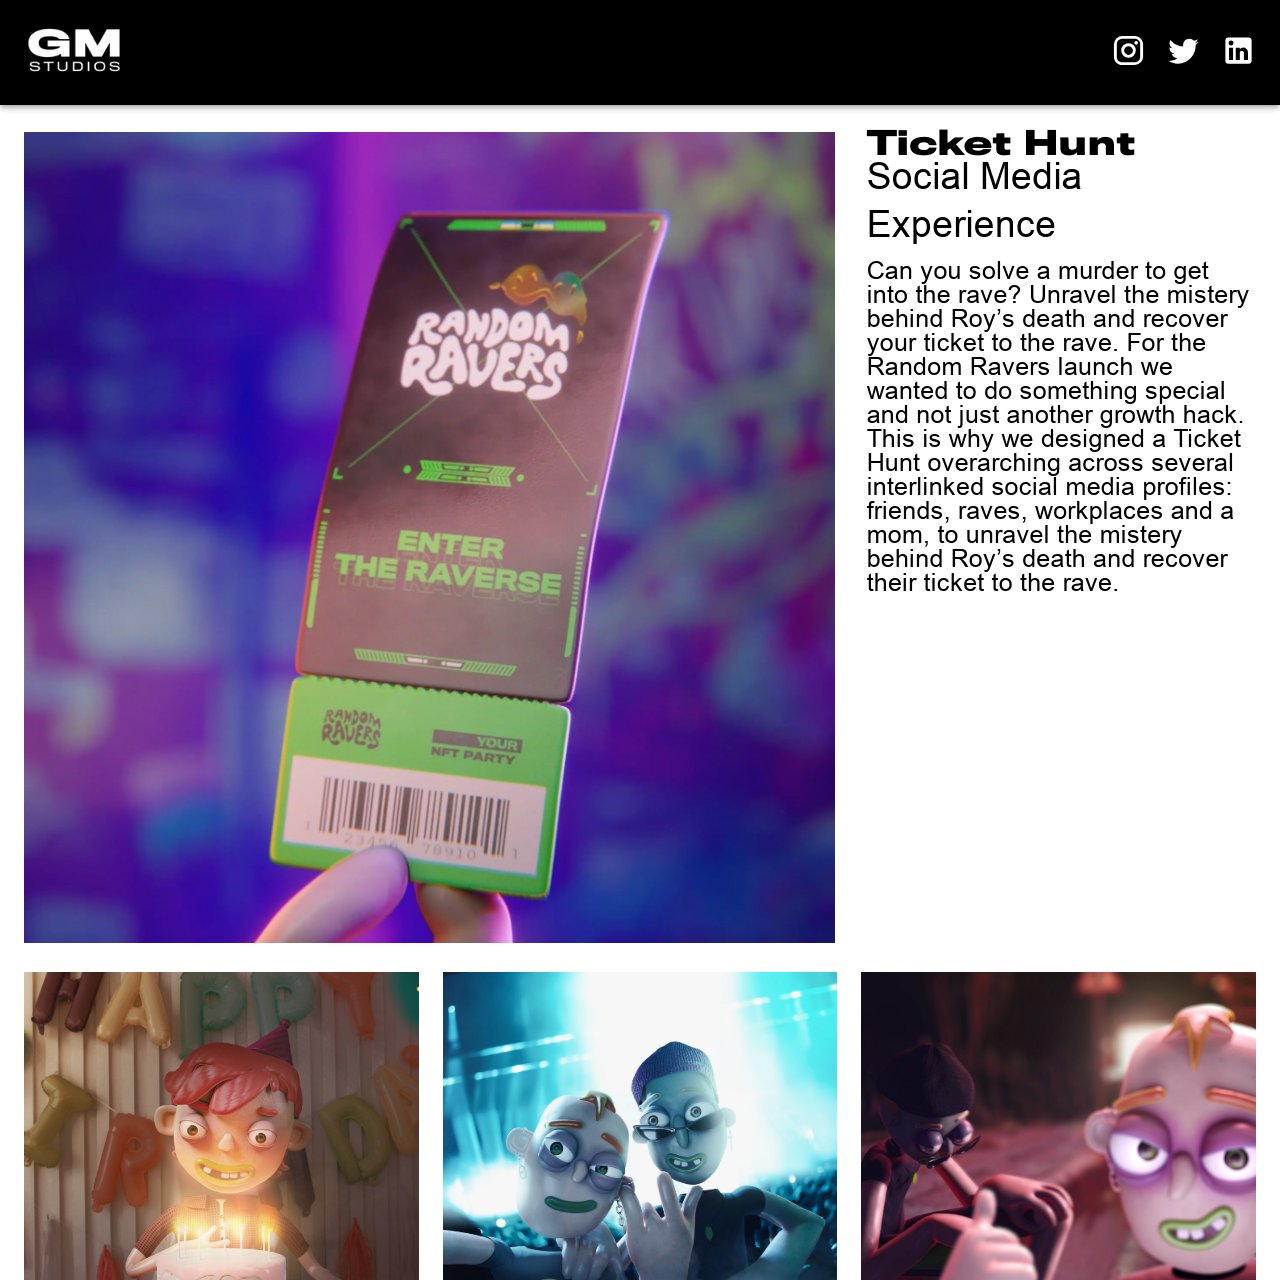 GM
STUDIOS
Ticket Hunt
Social Media
Experience
Can you solve a murder to get
into the rave? Unravel the mistery
behind Roy’s death and recover
your ticket to the rave. For the
Random Ravers launch we
wanted to do something special
and not just another growth hack.
This is why we designed a Ticket
Hunt overarching across several
interlinked social media profiles:
friends, raves, workplaces and a
mom, to unravel the mistery
behind Roy’s death and recover
their ticket to the rave.
RANDOM
RAVERS
ENTER
THE RAVERSE
RANDOM
RAVERS
YOUR
NFT PARTY
1 23456 78910 1
HAPPY